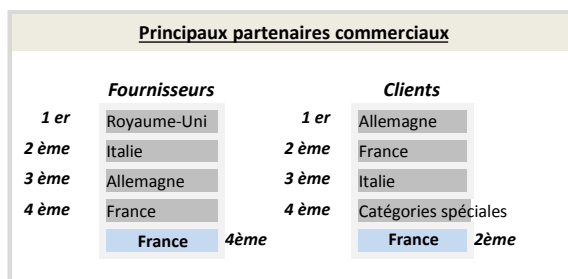 Principaux partenaires commerciaux
Fournisseurs Clients
1 er Royaume-Uni 1 er Allemagne
2 ème Italie 2 ème France
3 ème Allemagne 3 ème Italie
4 ème France 4 ème Catégories spéciales
France 4ème France 2ème